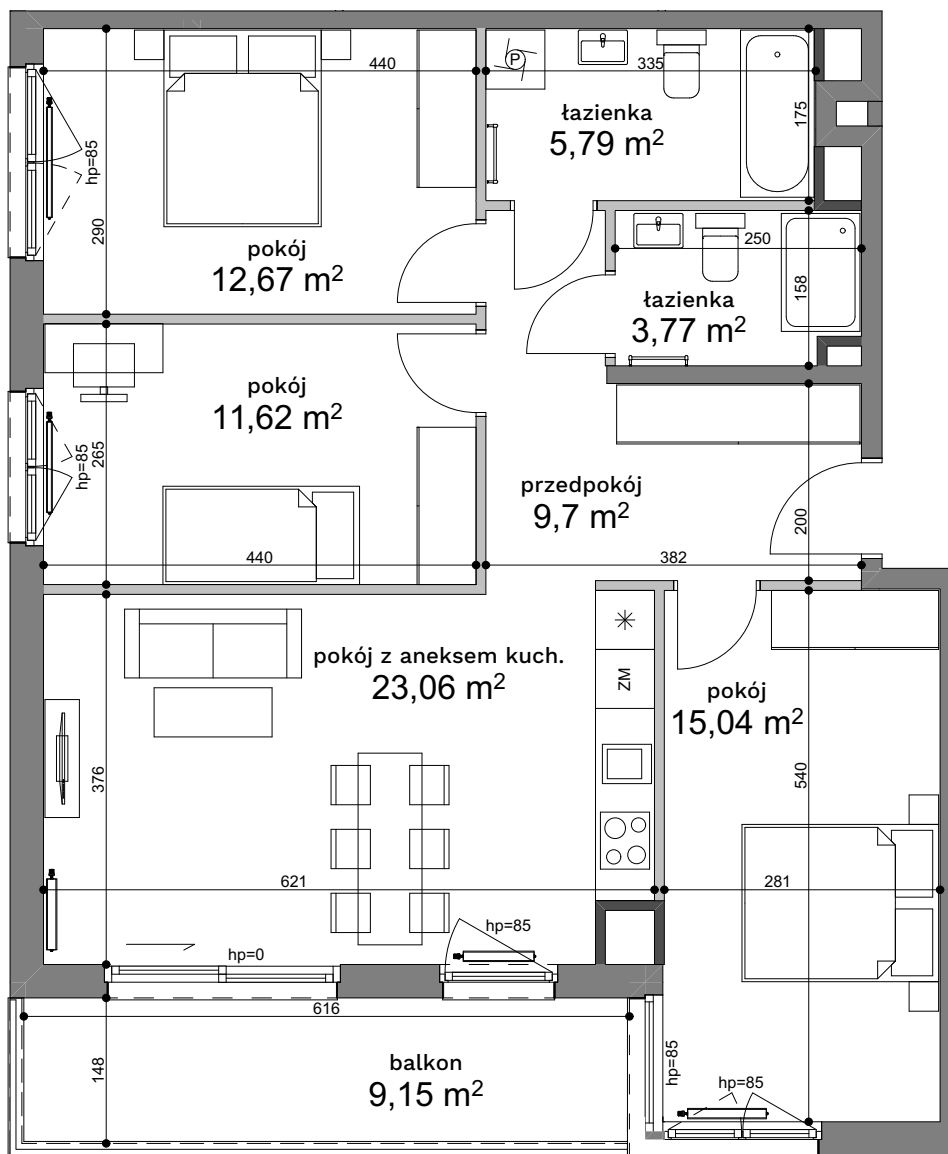 440
335
P
łazienka
5,79 m²
175
hp=85
290
pokój
12,67 m²
250
łazienka
3,77 m²
158
pokój
11,62 m²
hp=85
265
przedpokój
9,7 m²
200
440
382
pokój z aneksem kuch.
23,06 m²
ZM
pokój
15,04 m²
376
540
621
281
hp=0
hp=85
616
balkon
9,15 m²
148
hp=85
hp=85